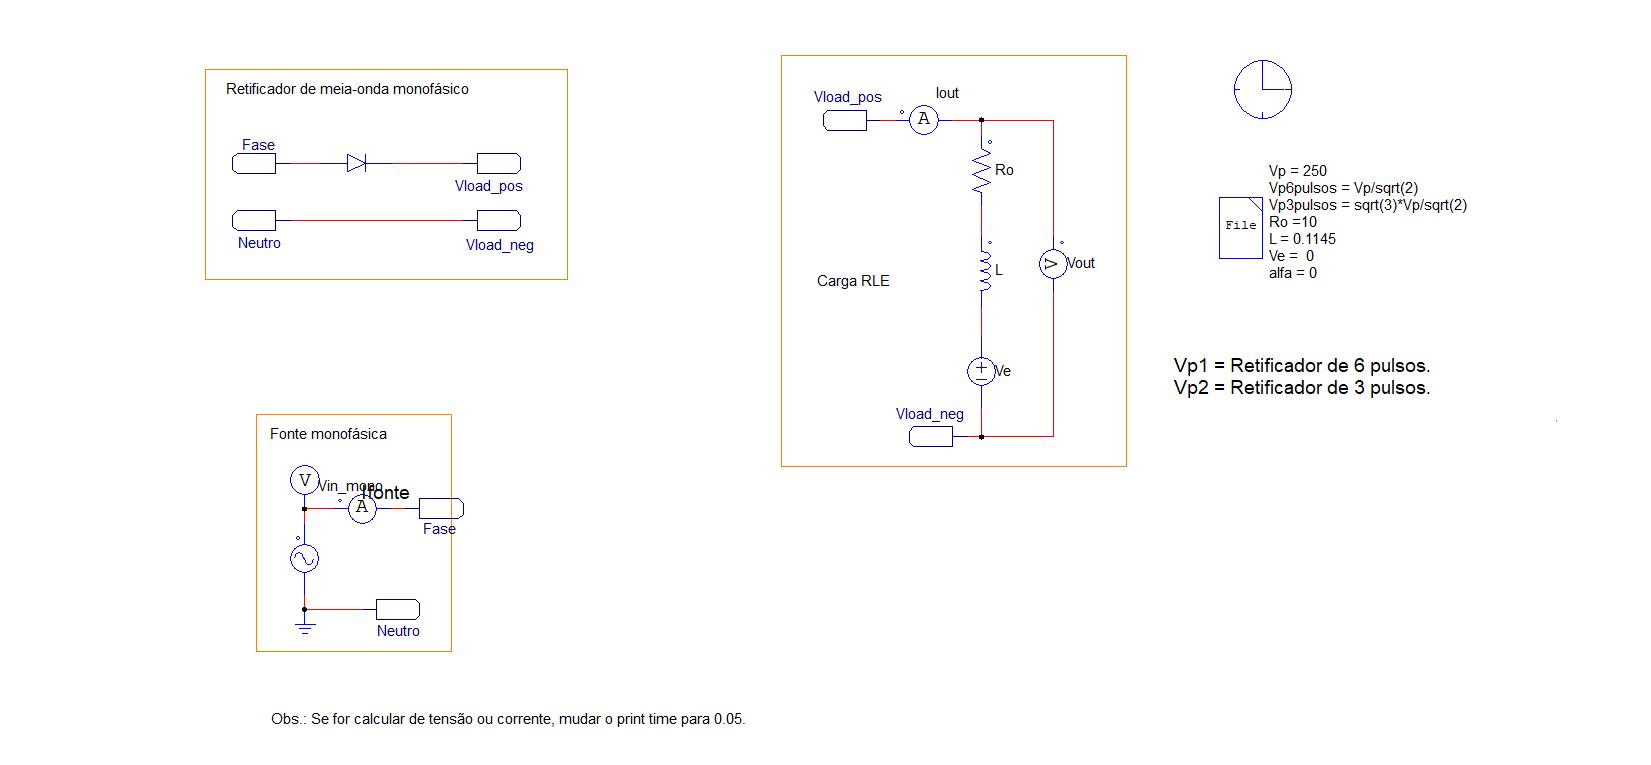 Retificador de meia-onda monofásico
Fase
Vload_pos
Neutro
Vload_neg
Fonte monofásica
V
Vin_mono
Ifonte
A
Fase
Neutro
Obs.: Se for calcular de tensão ou corrente, mudar o print time para 0.05.
Vload_pos
Iout
A
Ro
L
V
Vout
Carga RLE
Ve
Vload_neg
File
Vp = 250
Vp6pulsos = Vp/sqrt(2)
Vp3pulsos = sqrt(3)*Vp/sqrt(2)
Ro =10
L = 0.1145
Ve =  0
alfa = 0
Vp1 = Retificador de 6 pulsos.
Vp2 = Retificador de 3 pulsos.